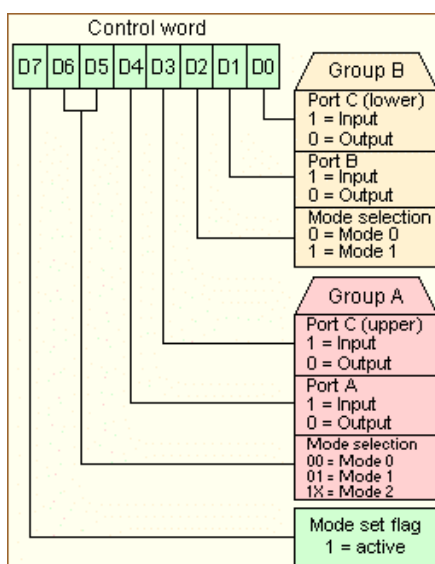 Control word
D7 D6 D5 D4 D3 D2 D1 D0
Group B
Port C (lower)
1 = Input
0 = Output
Port B
1 = Input
0 = Output
Mode selection
0 = Mode 0
1 = Mode 1
Group A
Port C (upper)
1 = Input
0 = Output
Port A
1 = Input
0 = Output
Mode selection
00 = Mode 0
01 = Mode 1
1X = Mode 2
Mode set flag
1 = active